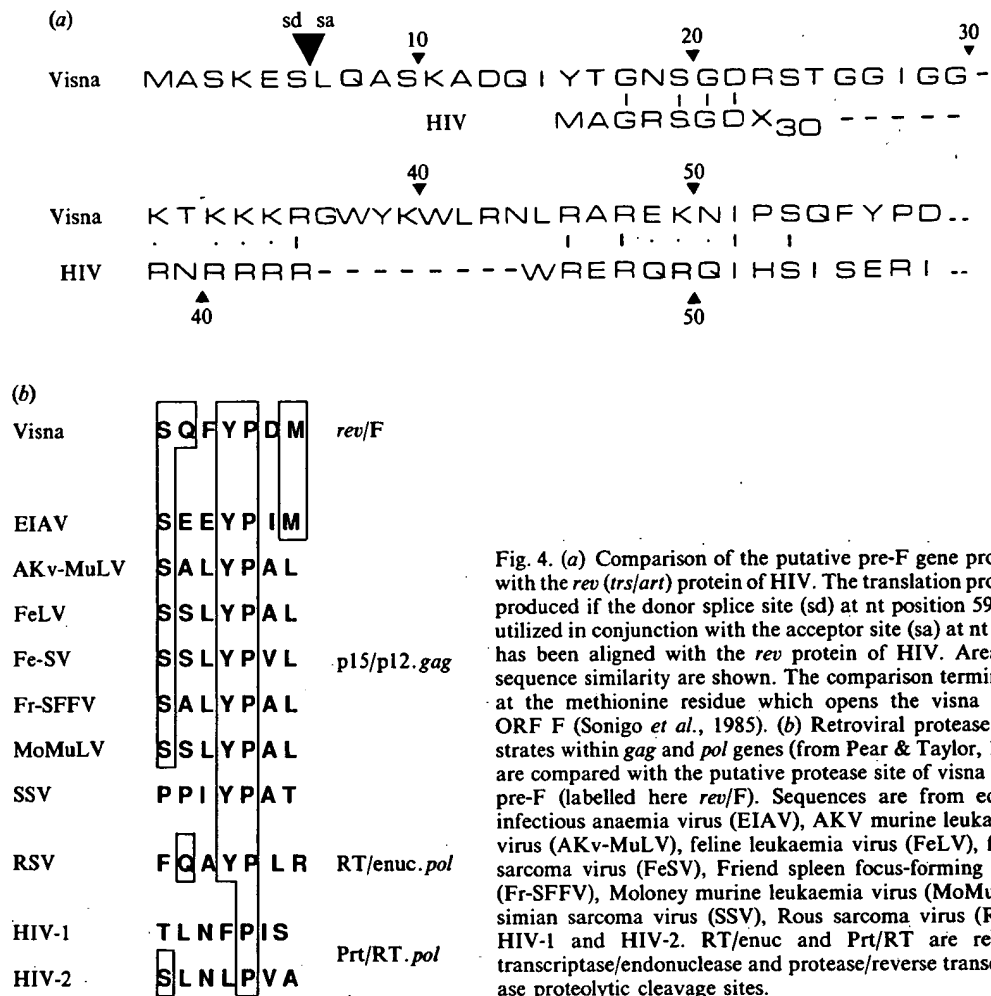 (a)
sd sa
10 20 30
Visna MASKESLQASKADQIYTGNSGDRSTGGIGG-
HIV MAGRSGDX30 - - - - - -
40 50
Visna KTKKKRGWYKWLRNLRAREKNIPSQFYPD..
HIV RNRRRR--------WRERQRQIHSISERI..
40 50
(b)
Visna SQFYPDM rev/F
EIAV SEEYPIM
AKv-MuLV SALYPAL
FeLV SSLYPAL
Fe-SV SSLYPVL p15/p12.gag
Fr-SFFV SALYPAL
MoMuLV SSLYPAL
SSV PPIYPAT
RSV FQAYPLR RT/enuc.pol
HIV-1 TLNFPIS
Prt/RT.pol
HIV-2 SLNLPVA
Fig. 4. (a) Comparison of the putative pre-F gene pro
with the rev (trs/art) protein of HIV. The translation pro
produced if the donor splice site (sd) at nt position 59
utilized in conjunction with the acceptor site (sa) at nt
has been aligned with the rev protein of HIV. Area
sequence similarity are shown. The comparison termin
at the methionine residue which opens the visna
ORF F (Sonigo et al., 1985). (b) Retroviral protease
strates within gag and pol genes (from Pear & Taylor,
are compared with the putative protease site of visna
pre-F (labelled here rev/F). Sequences are from eq
infectious anaemia virus (EIAV), AKV murine leuka
virus (AKv-MuLV), feline leukaemia virus (FeLV), f
sarcoma virus (FeSV), Friend spleen focus-forming
(Fr-SFFV), Moloney murine leukaemia virus (MoMu
simian sarcoma virus (SSV), Rous sarcoma virus (R
HIV-1 and HIV-2. RT/enuc and Prt/RT are re
transcriptase/endonuclease and protease/reverse transc
ase proteolytic cleavage sites.